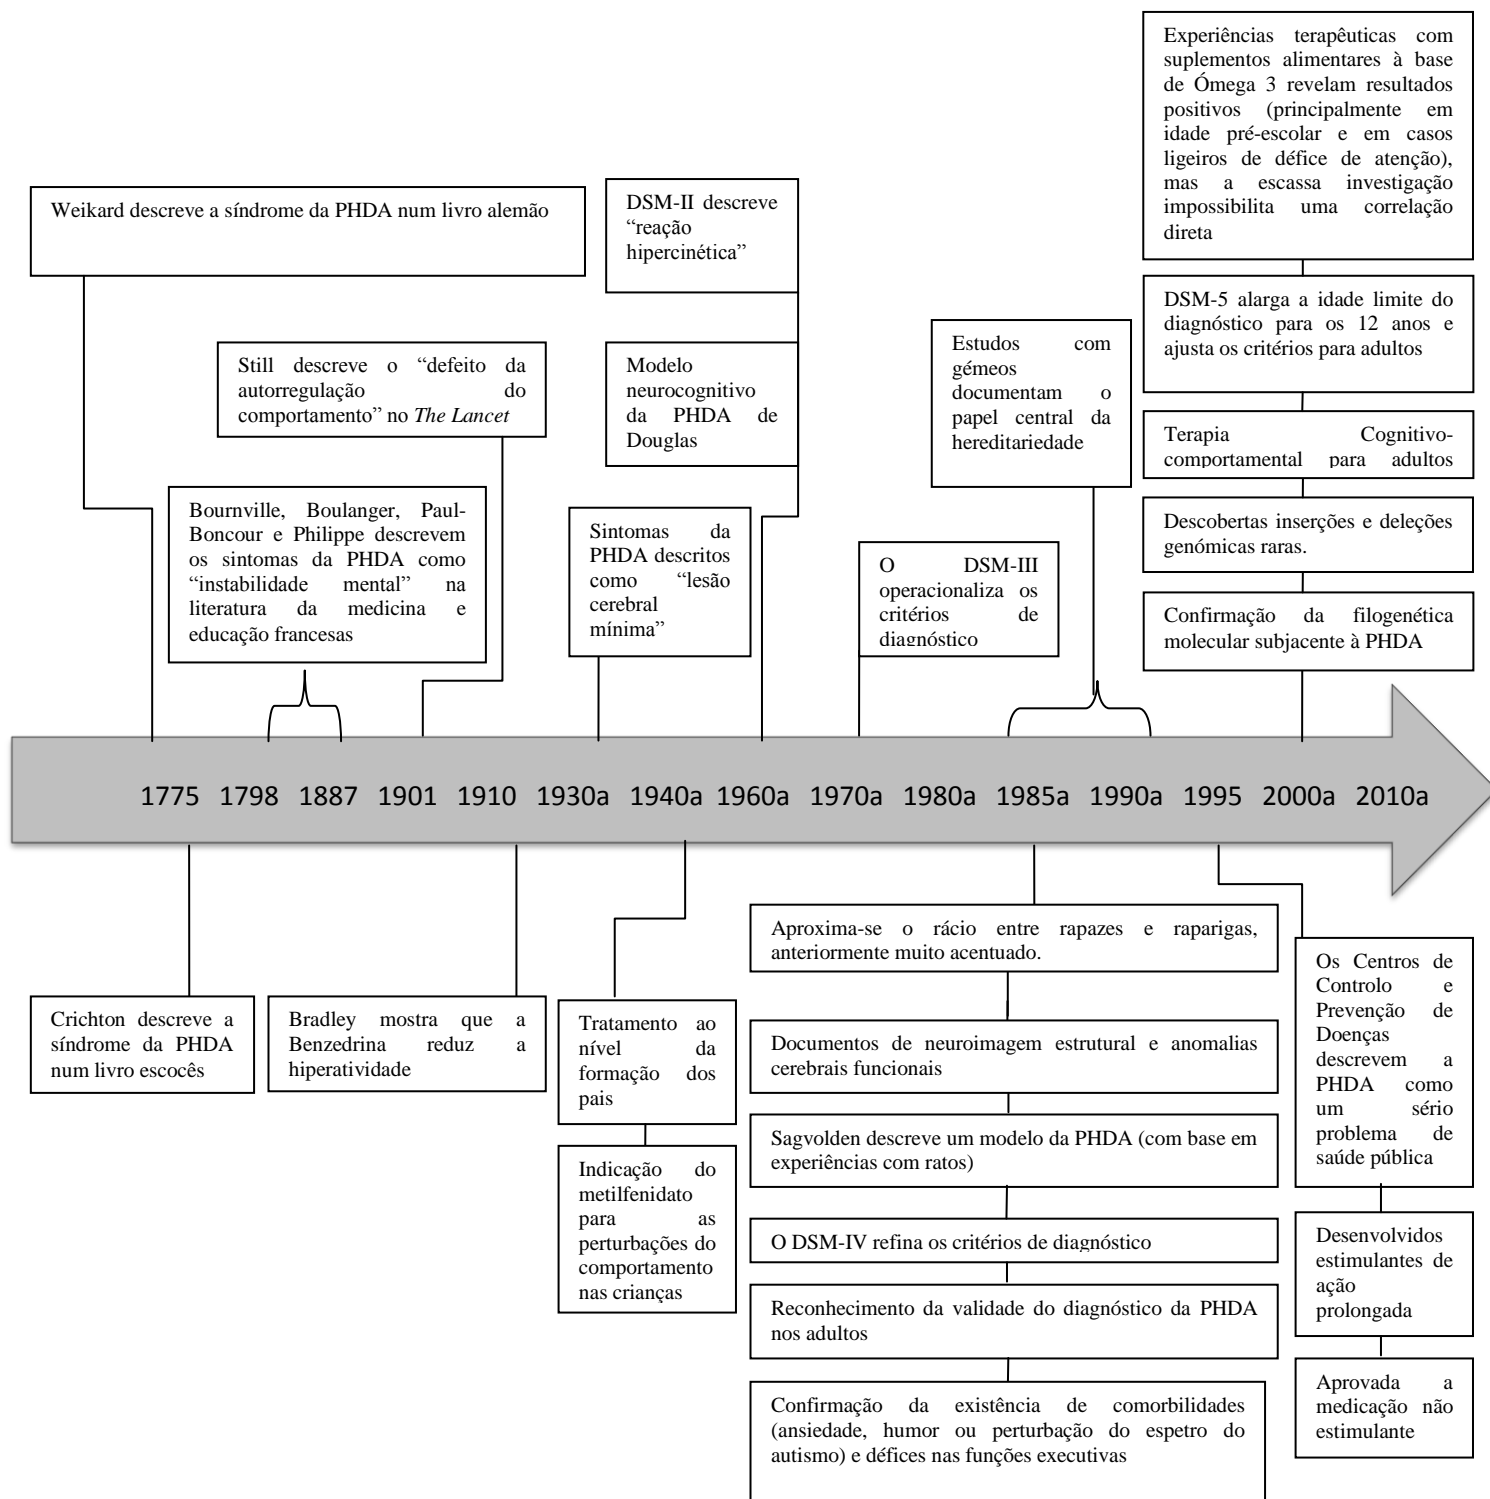 Experiências terapêuticas com
suplementos alimentares à base
de Ómega 3 revelam resultados
positivos (principalmente em
idade pré-escolar e em casos
ligeiros de défice de atenção),
mas a escassa investigação
impossibilita uma correlação
direta
Weikard descreve a síndrome da PHDA num livro alemão
DSM-II descreve
“reação
hipercinética”
DSM-5 alarga a idade limite do
diagnóstico para os 12 anos e
ajusta os critérios para adultos
Still descreve o “defeito da
autorregulação do
comportamento” no The Lancet
Modelo
neurocognitivo
da PHDA de
Douglas
Estudos com
gémeos
documentam o
papel central da
hereditariedade
Terapia Cognitivo-
comportamental para adultos
Bournville, Boulanger, Paul-
Boncour e Philippe descrevem
os sintomas da PHDA como
“instabilidade mental” na
literatura da medicina e
educação francesas
Sintomas da
PHDA descritos
como “lesão
cerebral
mínima”
O DSM-III
operacionaliza os
critérios de
diagnóstico
Descobertas inserções e deleções
genómicas raras.
Confirmação da filogenética
molecular subjacente à PHDA
1775 1798 1887 1901 1910 1930a 1940a 1960a 1970a 1980a 1985a 1990a 1995 2000a 2010a
Crichton descreve a
síndrome da PHDA
num livro escocês
Bradley mostra que a
Benzedrina reduz a
hiperatividade
Tratamento ao
nível da
formação dos
pais
Indicação do
metilfenidato
para as
perturbações do
comportamento
nas crianças
Aproxima-se o rácio entre rapazes e raparigas,
anteriormente muito acentuado.
Documentos de neuroimagem estrutural e anomalias
cerebrais funcionais
Sagvolden descreve um modelo da PHDA (com base em
experiências com ratos)
O DSM-IV refina os critérios de diagnóstico
Reconhecimento da validade do diagnóstico da PHDA
nos adultos
Confirmação da existência de comorbilidades
(ansiedade, humor ou perturbação do espetro do
autismo) e défices nas funções executivas
Os Centros de
Controlo e
Prevenção de
Doenças
descrevem a
PHDA como
um sério
problema de
saúde pública
Desenvolvidos
estimulantes de
ação
prolongada
Aprovada a
medicação não
estimulante